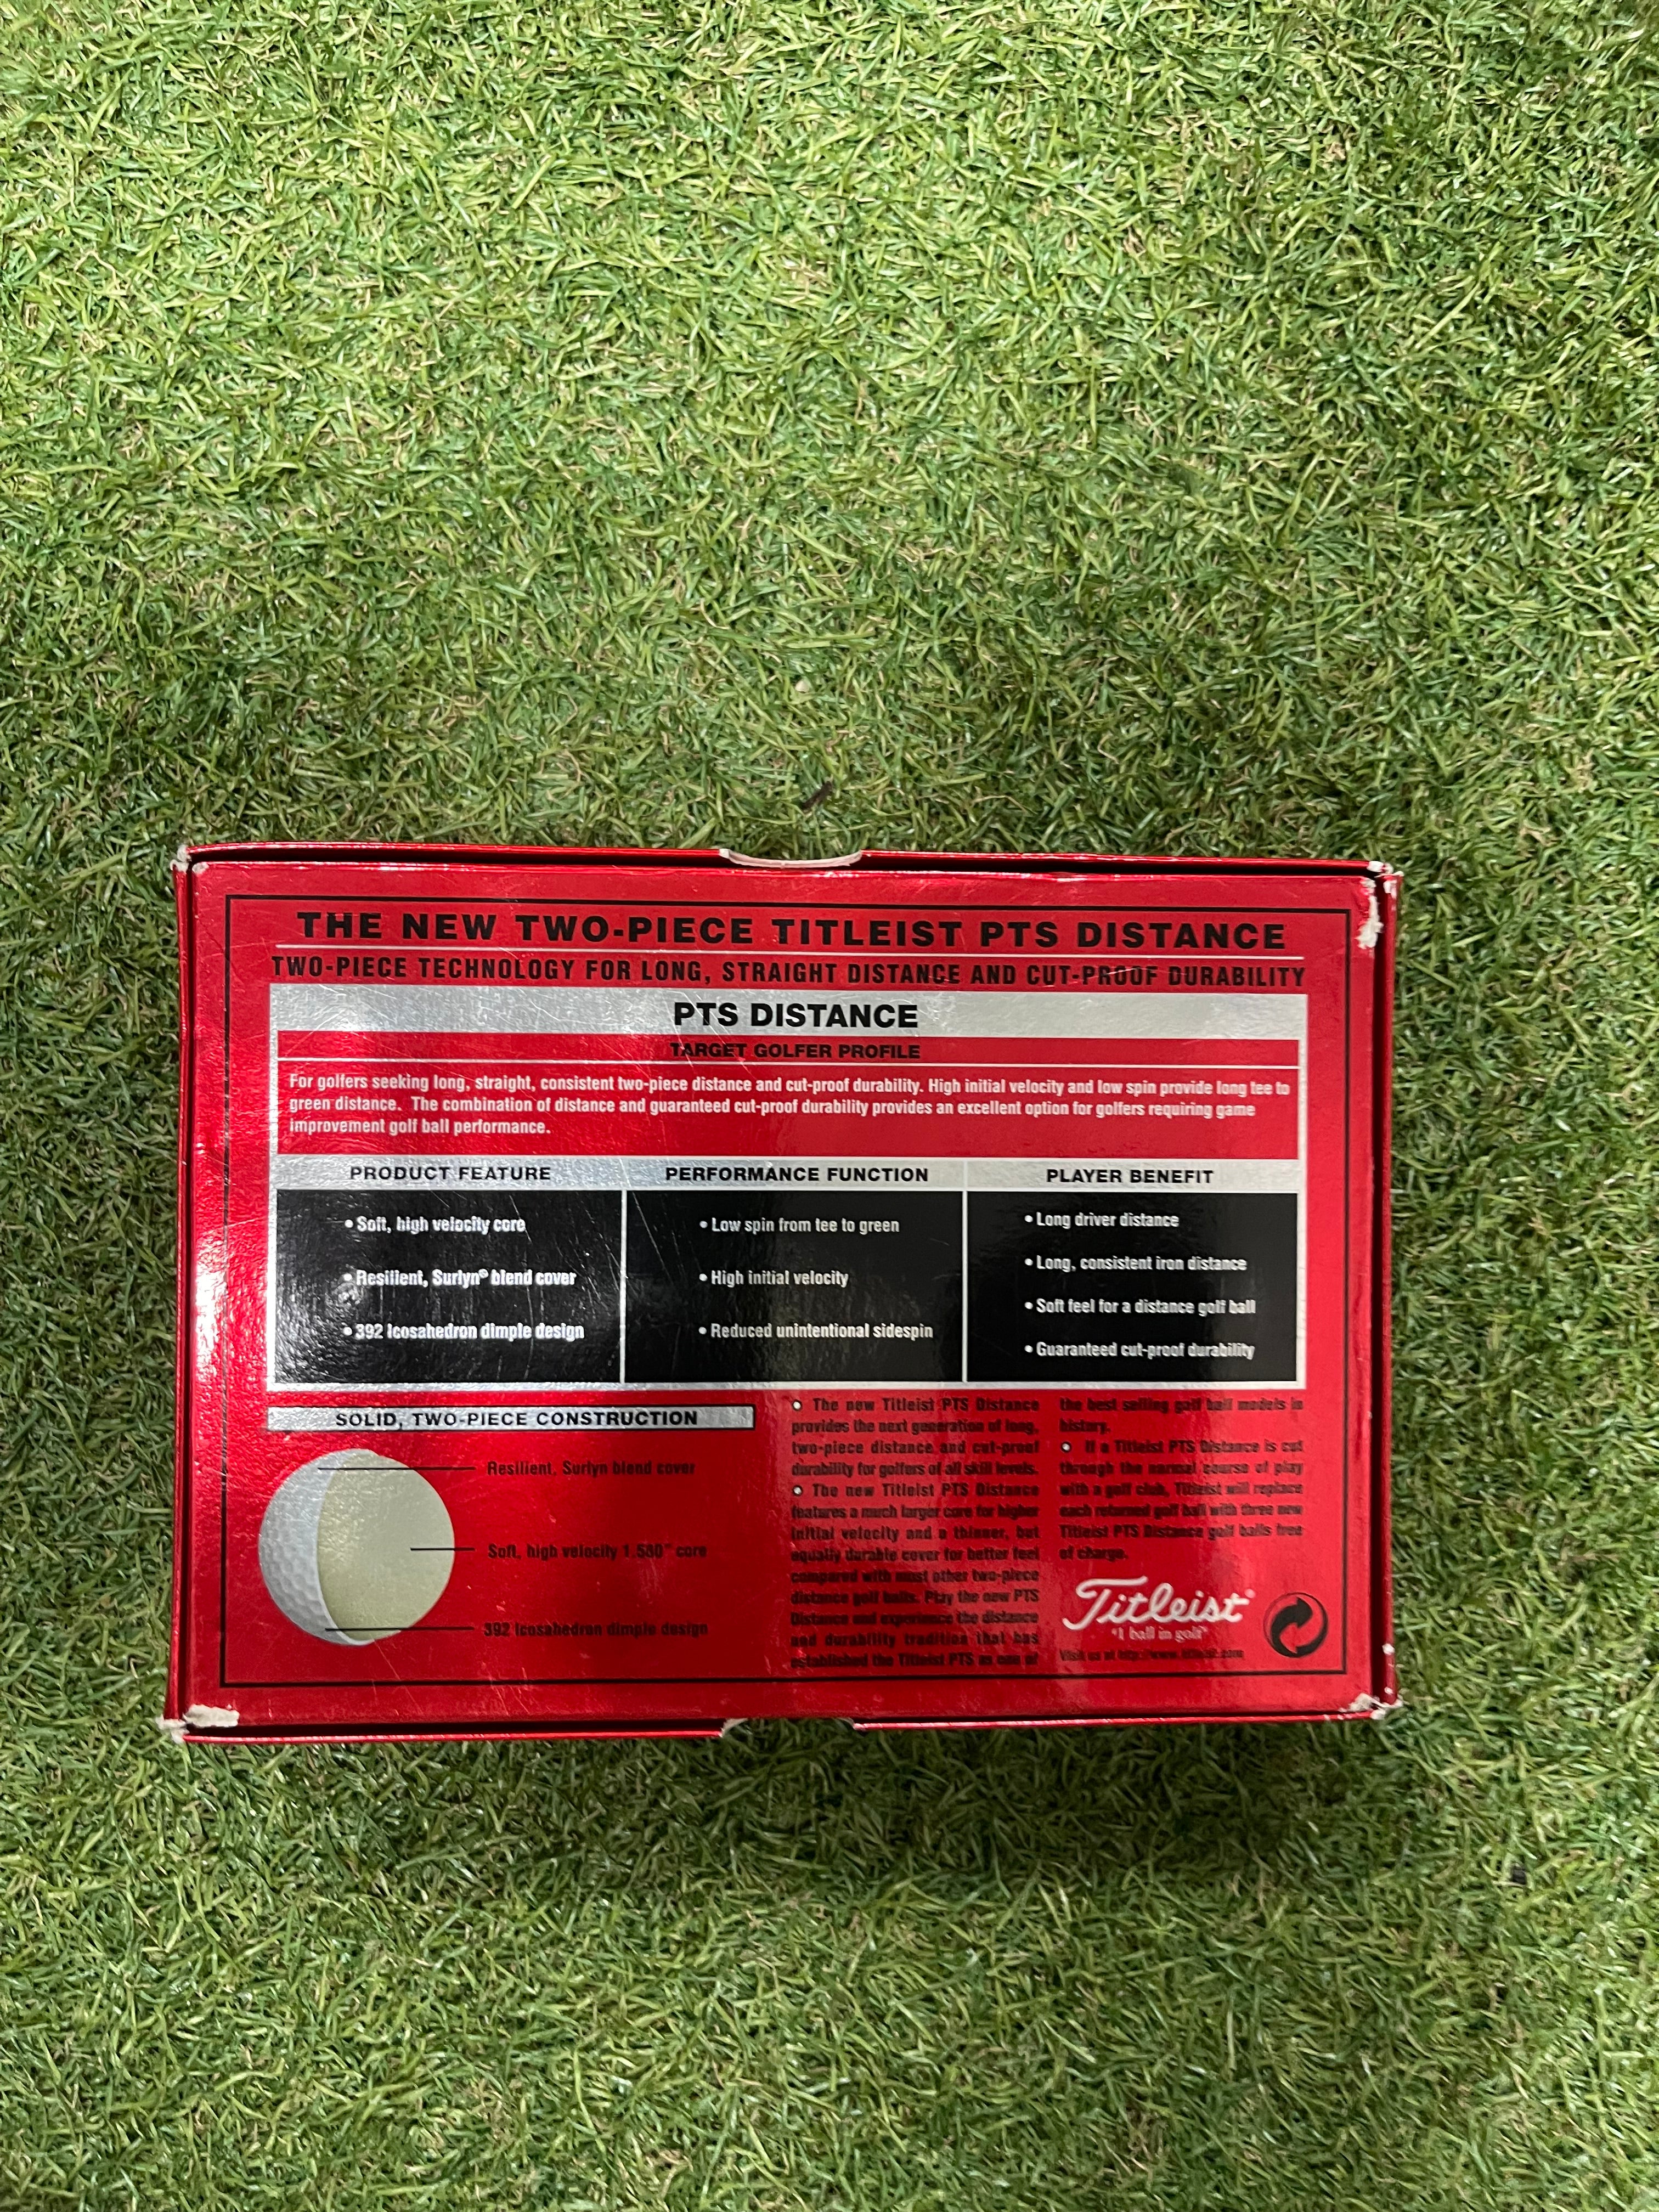 THE NEW TWO-PIECE TITLEIST PTS DISTANCE
TWO-PIECE TECHNOLOGY FOR LONG, STRAIGHT DISTANCE AND CUT-PROOF DURABILITY
PTS DISTANCE
TARGET GOLFER PROFILE
For golfers seeking long, straight, consistent two-piece distance and cut-proof durability. High initial velocity and low spin provide long tee to
green distance. The combination of distance and guaranteed cut-proof durability provides an excellent option for golfers requiring game
improvement golf ball performance.
PRODUCT FEATURE
• Soft, high velocity core
• Resilient, Surlyn® blend cover
• 392 Icosahedron dimple design
PERFORMANCE FUNCTION
• Low spin from tee to green
• High initial velocity
• Reduced unintentional sidespin
PLAYER BENEFIT
• Long driver distance
• Long, consistent iron distance
• Soft feel for a distance golf ball
• Guaranteed cut-proof durability
SOLID, TWO-PIECE CONSTRUCTION
Resilient, Surlyn blend cover
Soft, high velocity 1.580" core
392 Icosahedron dimple design
The new Titleist PTS Distance
provides the next generation of long,
two-piece distance and cut-proof
durability for golfers of all skill levels.
The new Titleist PTS Distance
features a much larger core for higher
initial velocity and a thinner, but
equally durable cover for better feel
compared with most other two-piece
distance golf balls. Play the new PTS
Distance and experience the distance
and durability tradition that has
established the Titleist PTS as one of
the best selling golf ball models in
history.
If a Titleist PTS Distance is cut
through the normal course of play
with a golf club, Titleist will replace
each returned golf ball with three new
Titleist PTS Distance golf balls free
of charge.
Titleist®
"1 ball in golf"
Visit us at http://www.titleist.com